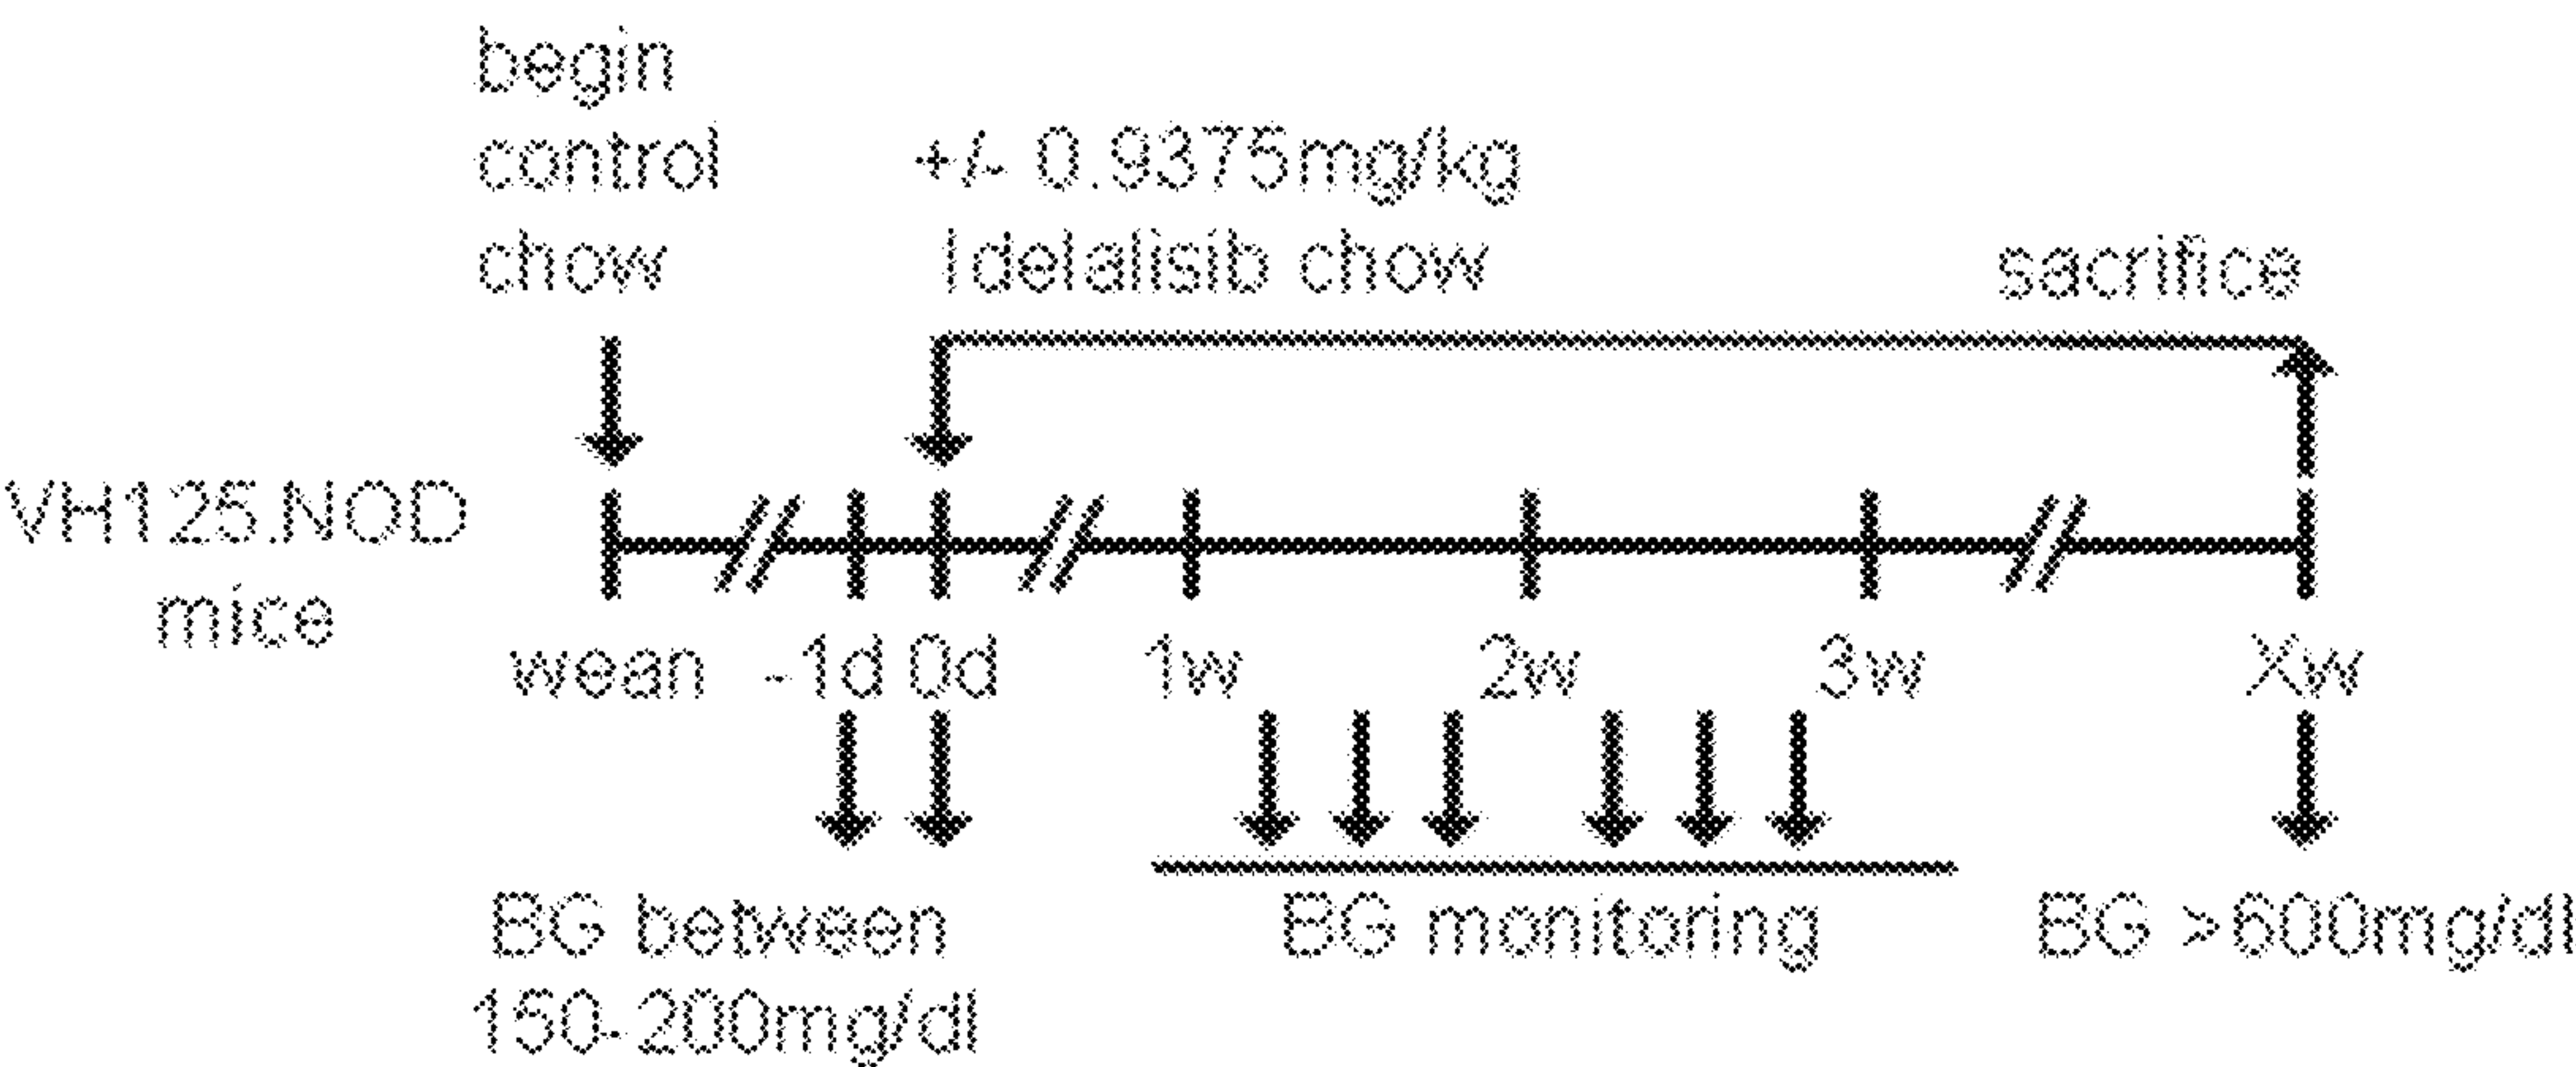 begin
control
chow
+/- 0.9375mg/kg
Idelalisib chow
sacrifice
VH125.NOD
mice
wean -1d 0d 1w 2w 3w Xw
BG between
150-200mg/dl
BG monitoring
BG >600mg/dl